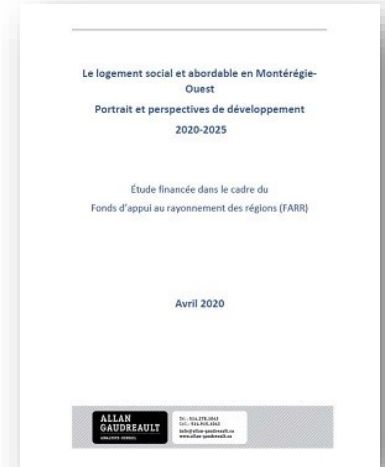 Le logement social et abordable en Montérégie-
Ouest
Portrait et perspectives de développement
2020-2025
Étude financée dans le cadre du
Fonds d'appui au rayonnement des régions (FARR)
Avril 2020
ALLAN
GAUDREAULT